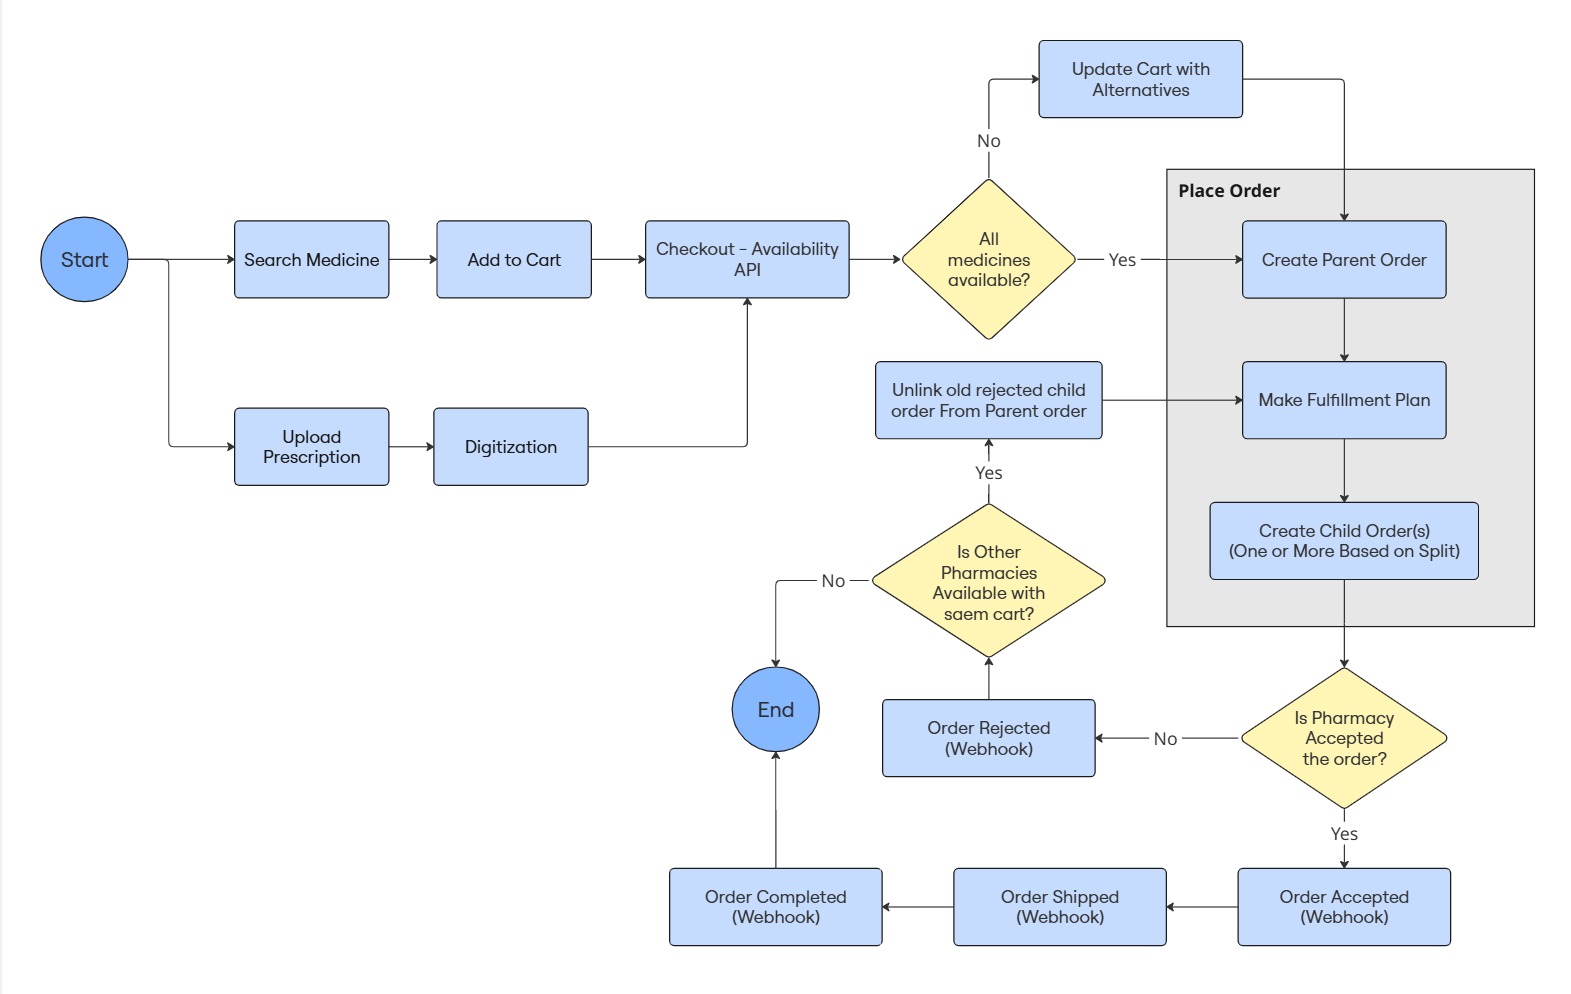 Update Cart with
Alternatives
No
Place Order
Start
Search Medicine
Add to Cart
Checkout - Availability
API
All
medicines
available?
Yes
Create Parent Order
Unlink old rejected child
order From Parent order
Make Fulfillment Plan
Upload
Prescription
Digitization
Yes
Create Child Order(s)
(One or More Based on Split)
Is Other
Pharmacies
Available with
saem cart?
No
End
Order Rejected
(Webhook)
No
Is Pharmacy
Accepted
the order?
Yes
Order Completed
(Webhook)
Order Shipped
(Webhook)
Order Accepted
(Webhook)